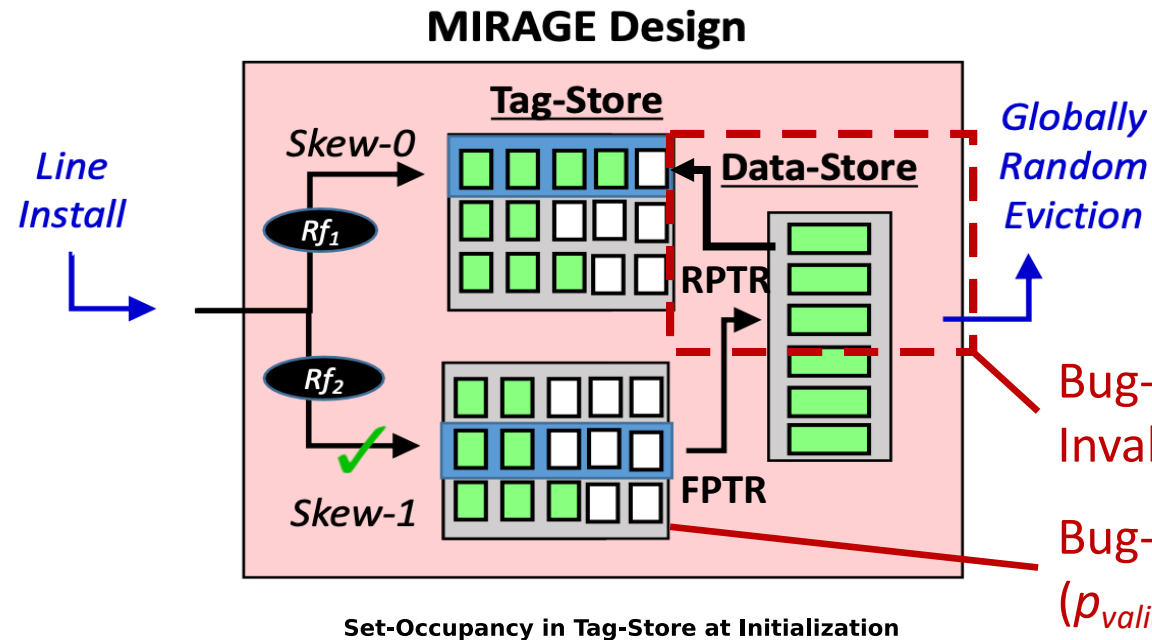 MIRAGE Design
Tag-Store
Skew-0
Line
Install
Rf1
Data-Store
Globally
Random
Eviction
RPTR
Rf2
Skew-1
FPTR
Bug-
Bug-
Set-Occupancy in Tag-Store at Initialization